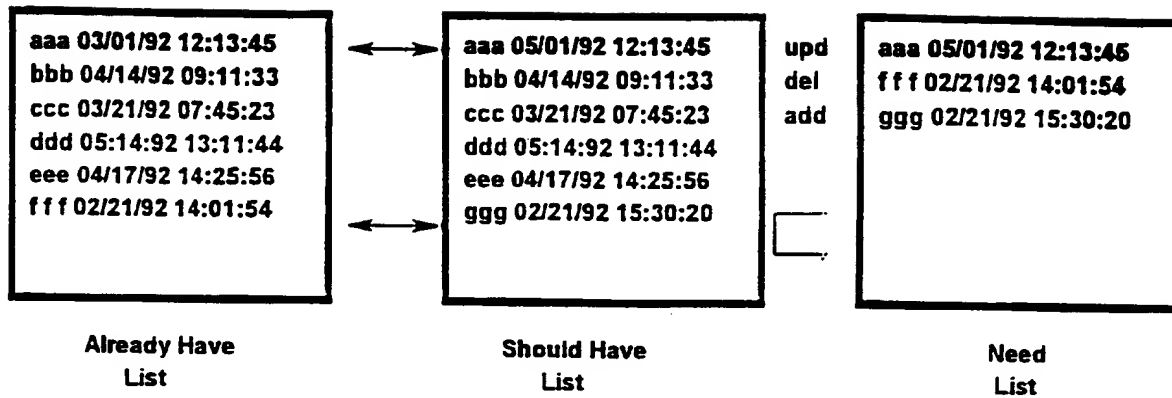 aaa 03/01/92 12:13:45
bbb 04/14/92 09:11:33
ccc 03/21/92 07:45:23
ddd 05:14:92 13:11:44
eee 04/17/92 14:25:56
f f f 02/21/92 14:01:54
Already Have
List
aaa 05/01/92 12:13:45
bbb 04/14/92 09:11:33
ccc 03/21/92 07:45:23
ddd 05:14:92 13:11:44
eee 04/17/92 14:25:56
ggg 02/21/92 15:30:20
Should Have
List
upd
del
add
aaa 05/01/92 12:13:45
f f f 02/21/92 14:01:54
ggg 02/21/92 15:30:20
Need
List